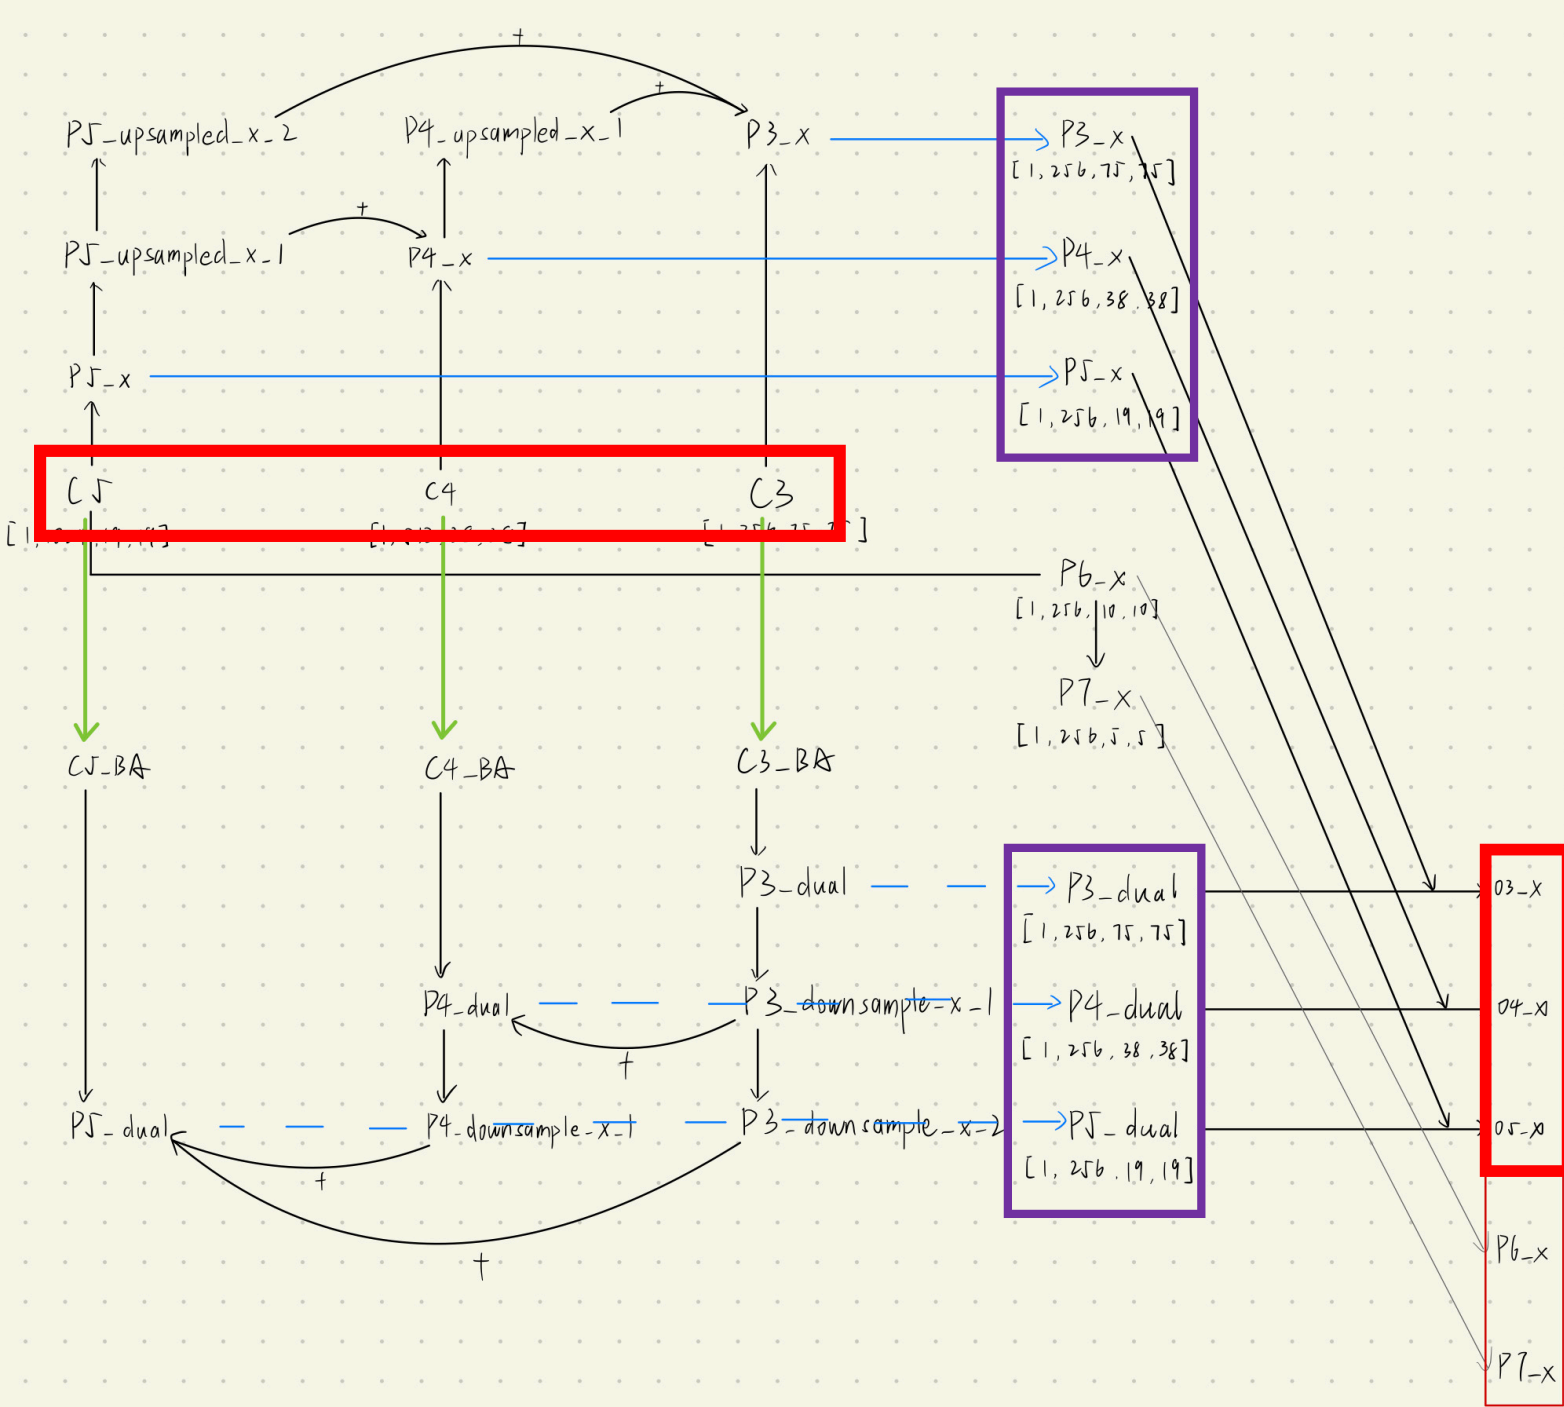 +
+
P5_upsampled_x_2
P4_upsampled_x_1
P3_x
P3_x
[1,256,75,75]
+
P5_upsampled_x_1
P4_x
P4_x
[1,256,38,38]
P5_x
P5_x
[1,256,19,19]
C5
C4
C3
P6_x
[1,256,10,10]
P7_x
[1,256,5,5]
C5_BA
C4_BA
C3_BA
P3_dual
P3_dual
03_x
[1,256,75,75]
P4_dual
P3_downsample_x_1
P4_dual
04_x
[1,256,38,38]
+
P5_dual
P4_downsample_x_1
P3_downsample_x_2
P5_dual
05_x
[1,256.19,19]
+
+
P6_x
P7_x